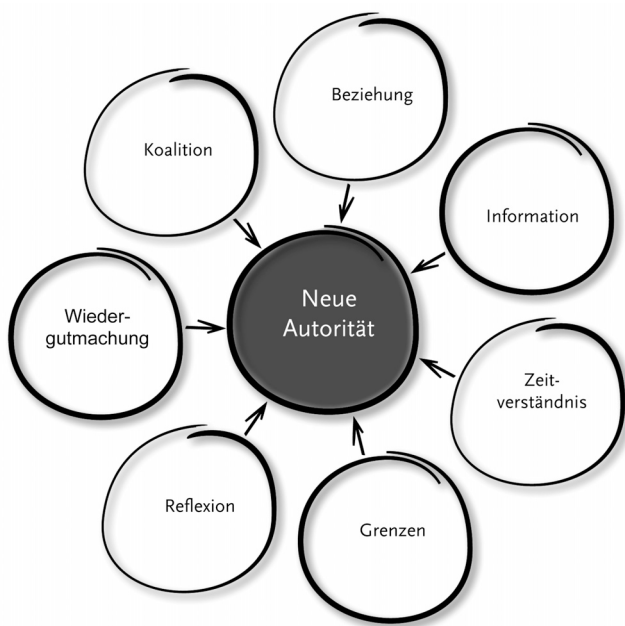 Beziehung
Koalition
Information
Neue
Autorität
Wieder-
gutmachung
Zeit-
verständnis
Reflexion
Grenzen